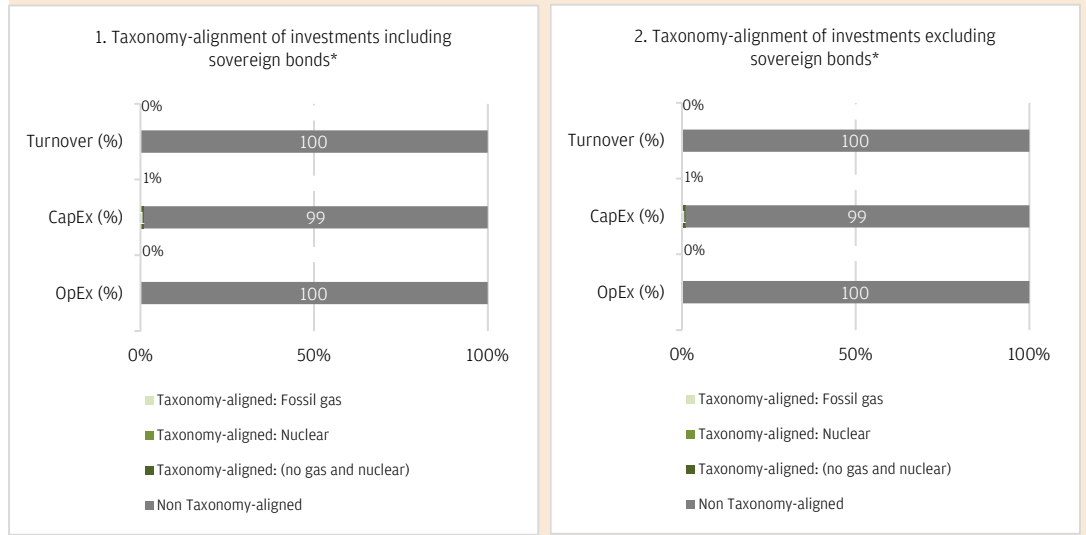 1. Taxonomy-alignment of investments including
sovereign bonds*
0%
Turnover (%)
100
1%
CapEx (%)
1
99
0%
OpEx (%)
100
0%
50%
100%
Taxonomy-aligned: Fossil gas
Taxonomy-aligned: Nuclear
Taxonomy-aligned: (no gas and nuclear)
Non Taxonomy-aligned
2. Taxonomy-alignment of investments excluding
sovereign bonds*
0%
Turnover (%)
100
1%
CapEx (%)
1
99
0%
OpEx (%)
100
0%
50%
100%
Taxonomy-aligned: Fossil gas
Taxonomy-aligned: Nuclear
Taxonomy-aligned: (no gas and nuclear)
Non Taxonomy-aligned